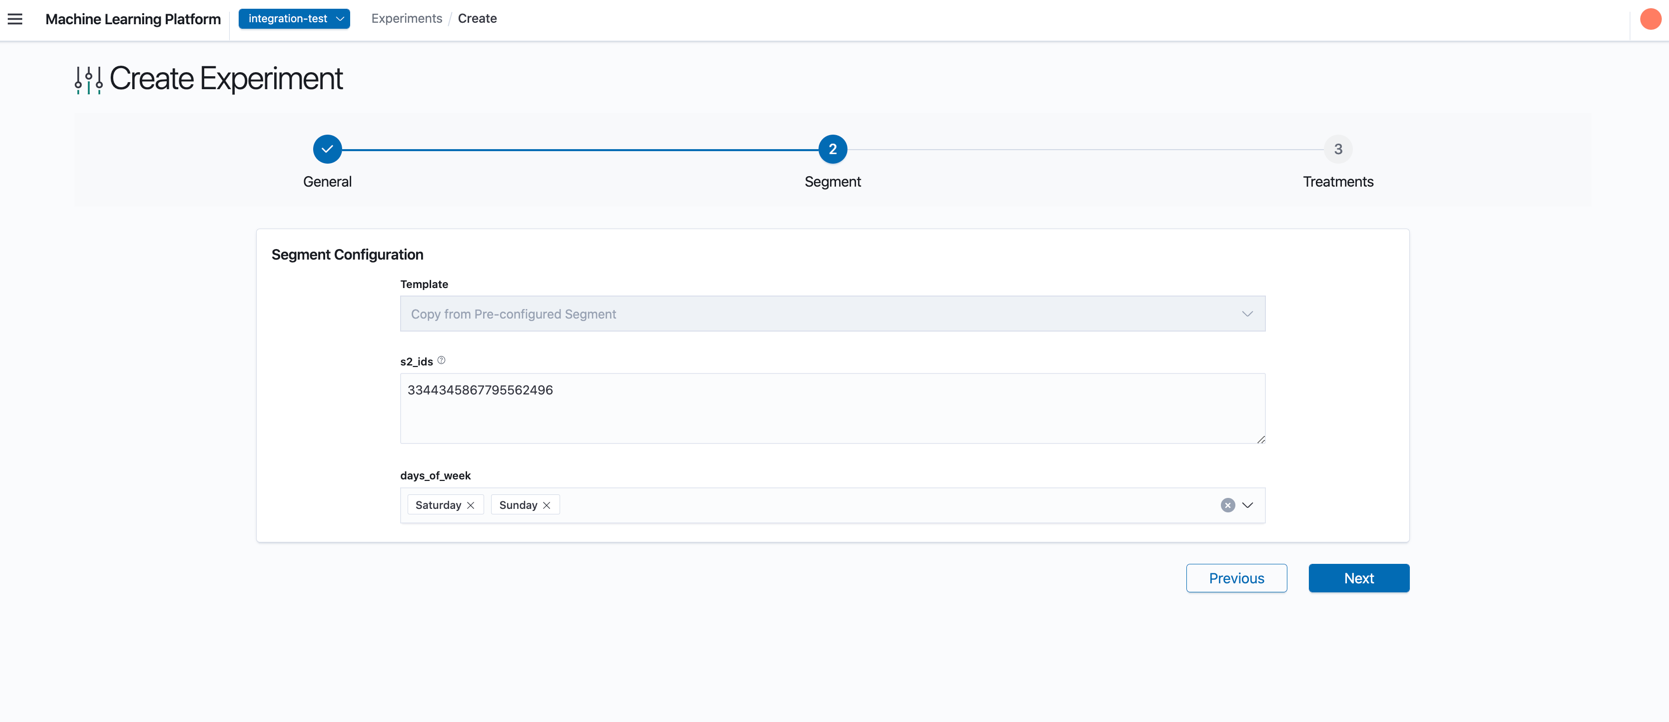 Machine Learning Platform integration-test Experiments / Create
Create Experiment
2 3
General Segment Treatments
Segment Configuration
Template
Copy from Pre-configured Segment
s2_ids
3344345867795562496
days_of_week
Saturday Sunday
Previous Next